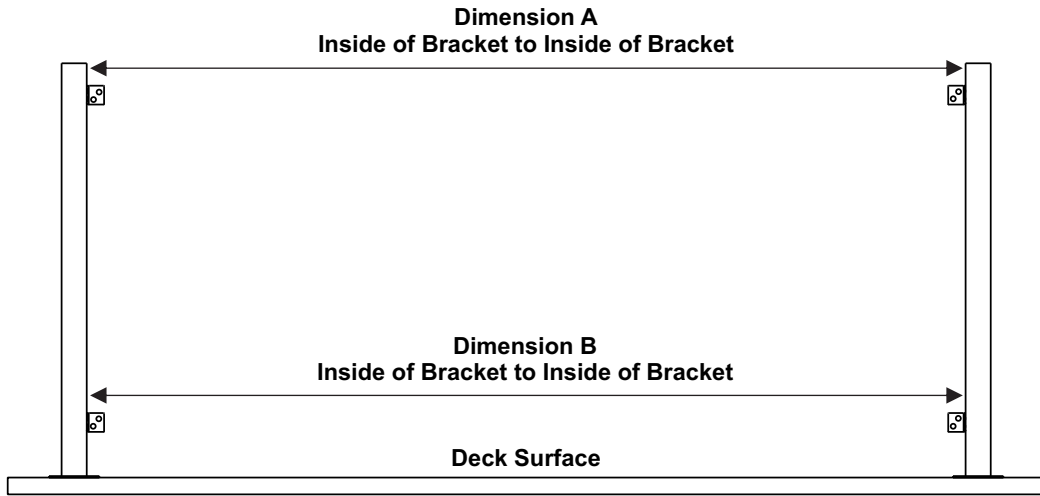 Dimension A
Inside of Bracket to Inside of Bracket
Dimension B
Inside of Bracket to Inside of Bracket
Deck Surface